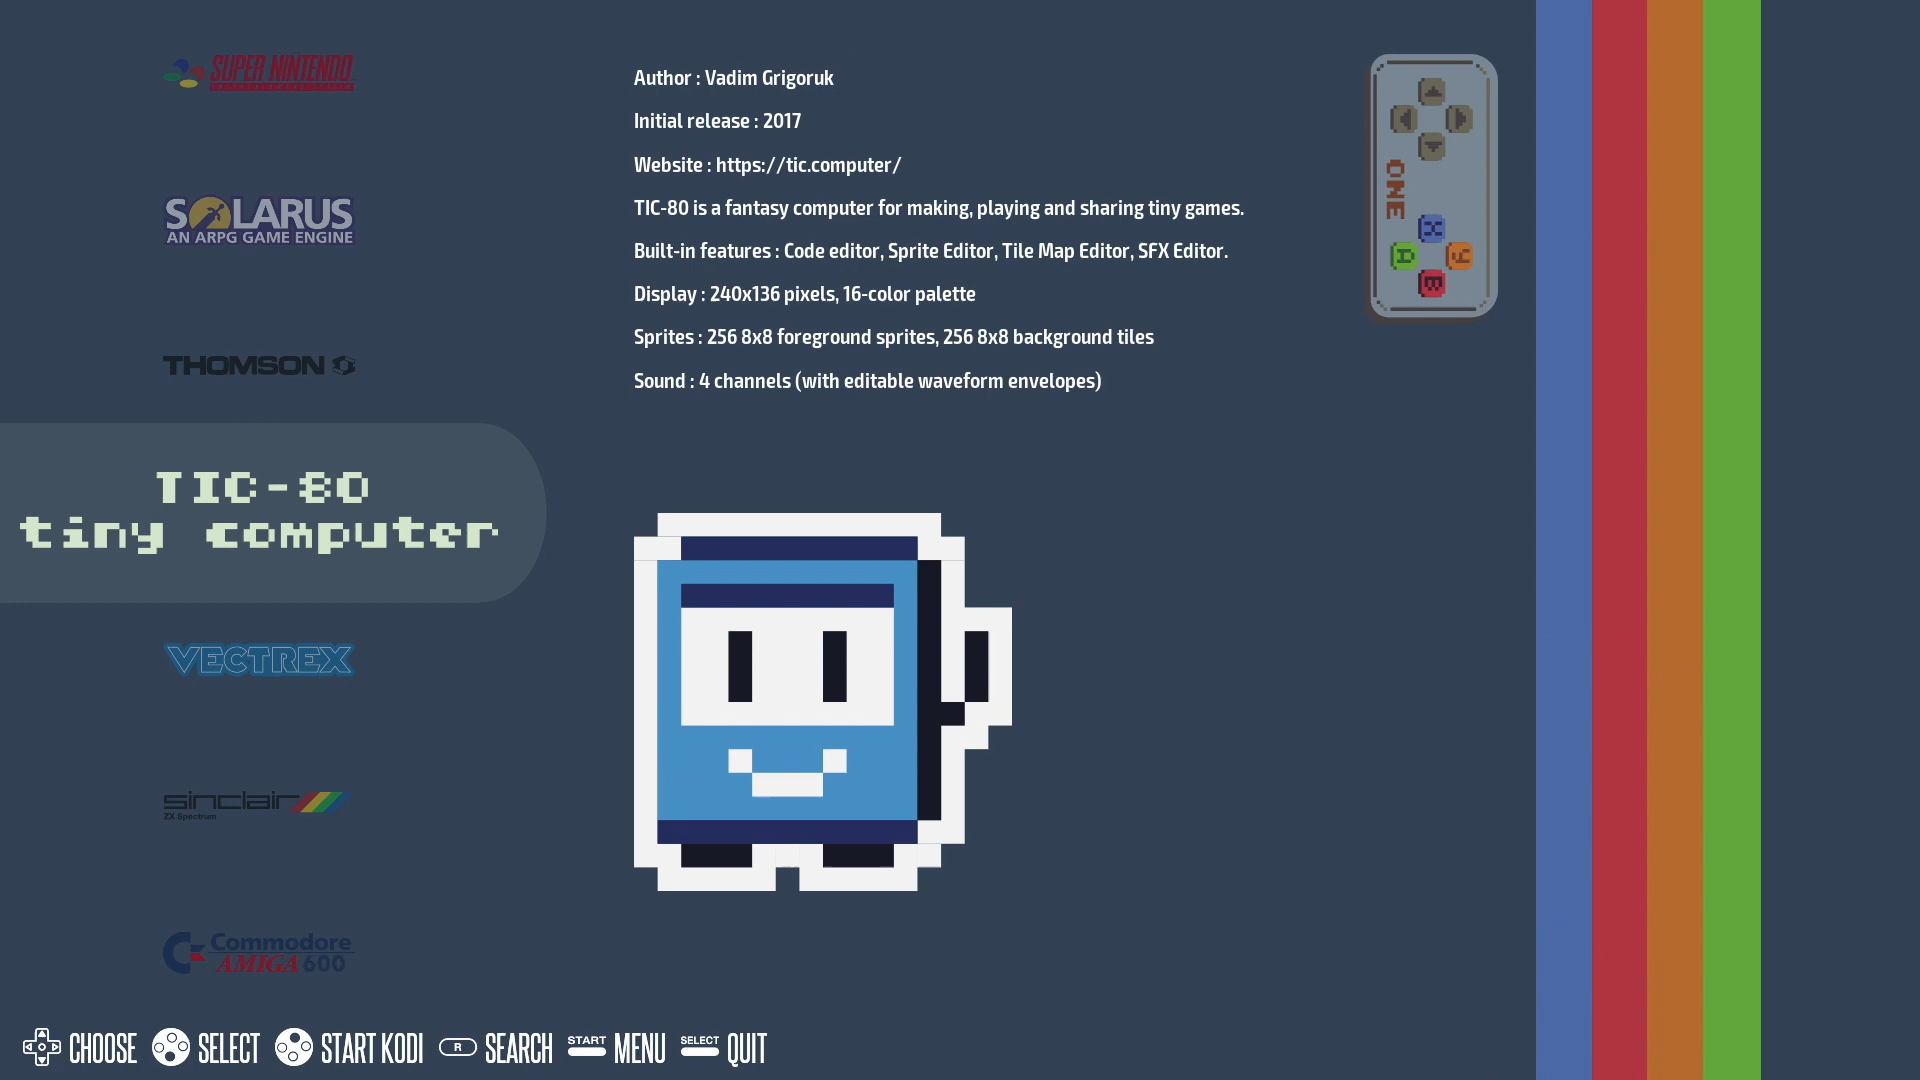 SUPER NINTENDO
SOLARUS
AN ARPG GAME ENGINE
THOMSON
TIC-80
tiny computer
VECTREX
sinclair
ZX Spectrum
Commodore
AMIGA 600
Author : Vadim Grigoruk
Initial release : 2017
Website : https://tic.computer/
TIC-80 is a fantasy computer for making, playing and sharing tiny games.
Built-in features : Code editor, Sprite Editor, Tile Map Editor, SFX Editor.
Display : 240x136 pixels, 16-color palette
Sprites : 256 8x8 foreground sprites, 256 8x8 background tiles
Sound : 4 channels (with editable waveform envelopes)
ONE
X
A Y
B
CHOOSE SELECT START KODI R SEARCH START MENU SELECT QUIT